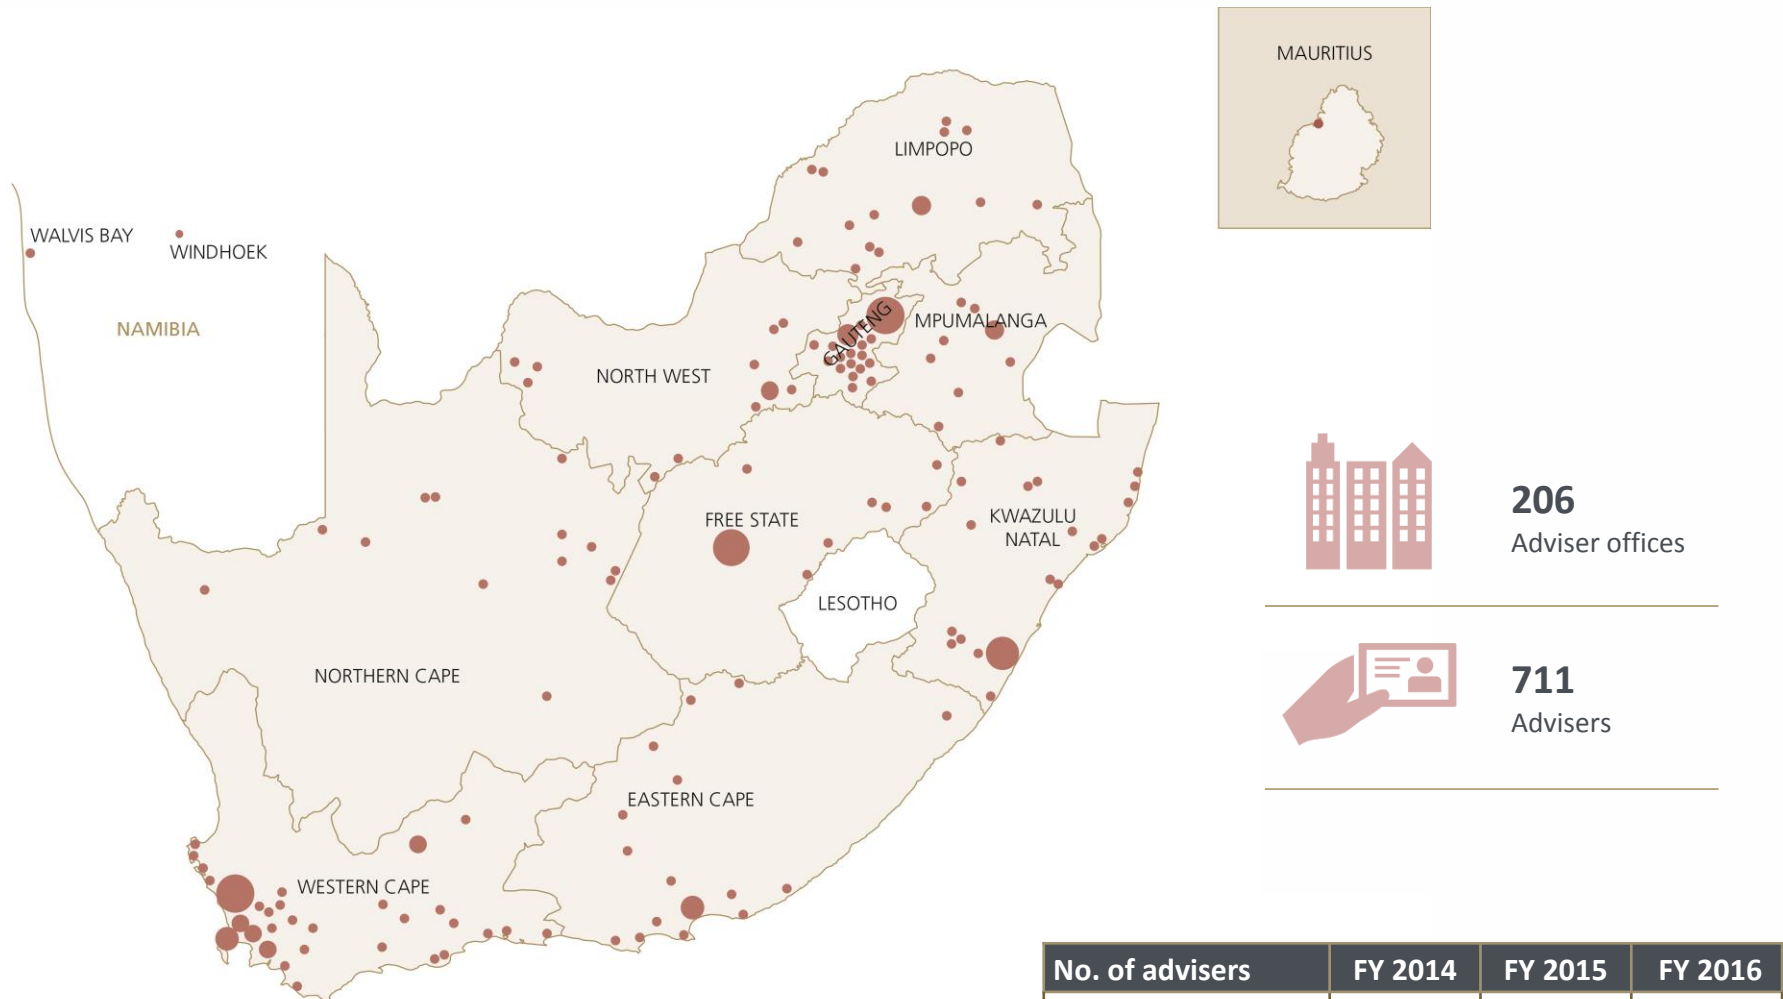 MAURITIUS
LIMPOPO
WALVIS BAY
WINDHOEK
NAMIBIA
GAUTENG
MPUMALANGA
NORTH WEST
FREE STATE
KWAZULU
NATAL
LESOTHO
NORTHERN CAPE
EASTERN CAPE
WESTERN CAPE
206
Adviser offices
711
Advisers
No. of advisers FY 2014 FY 2015 FY 2016